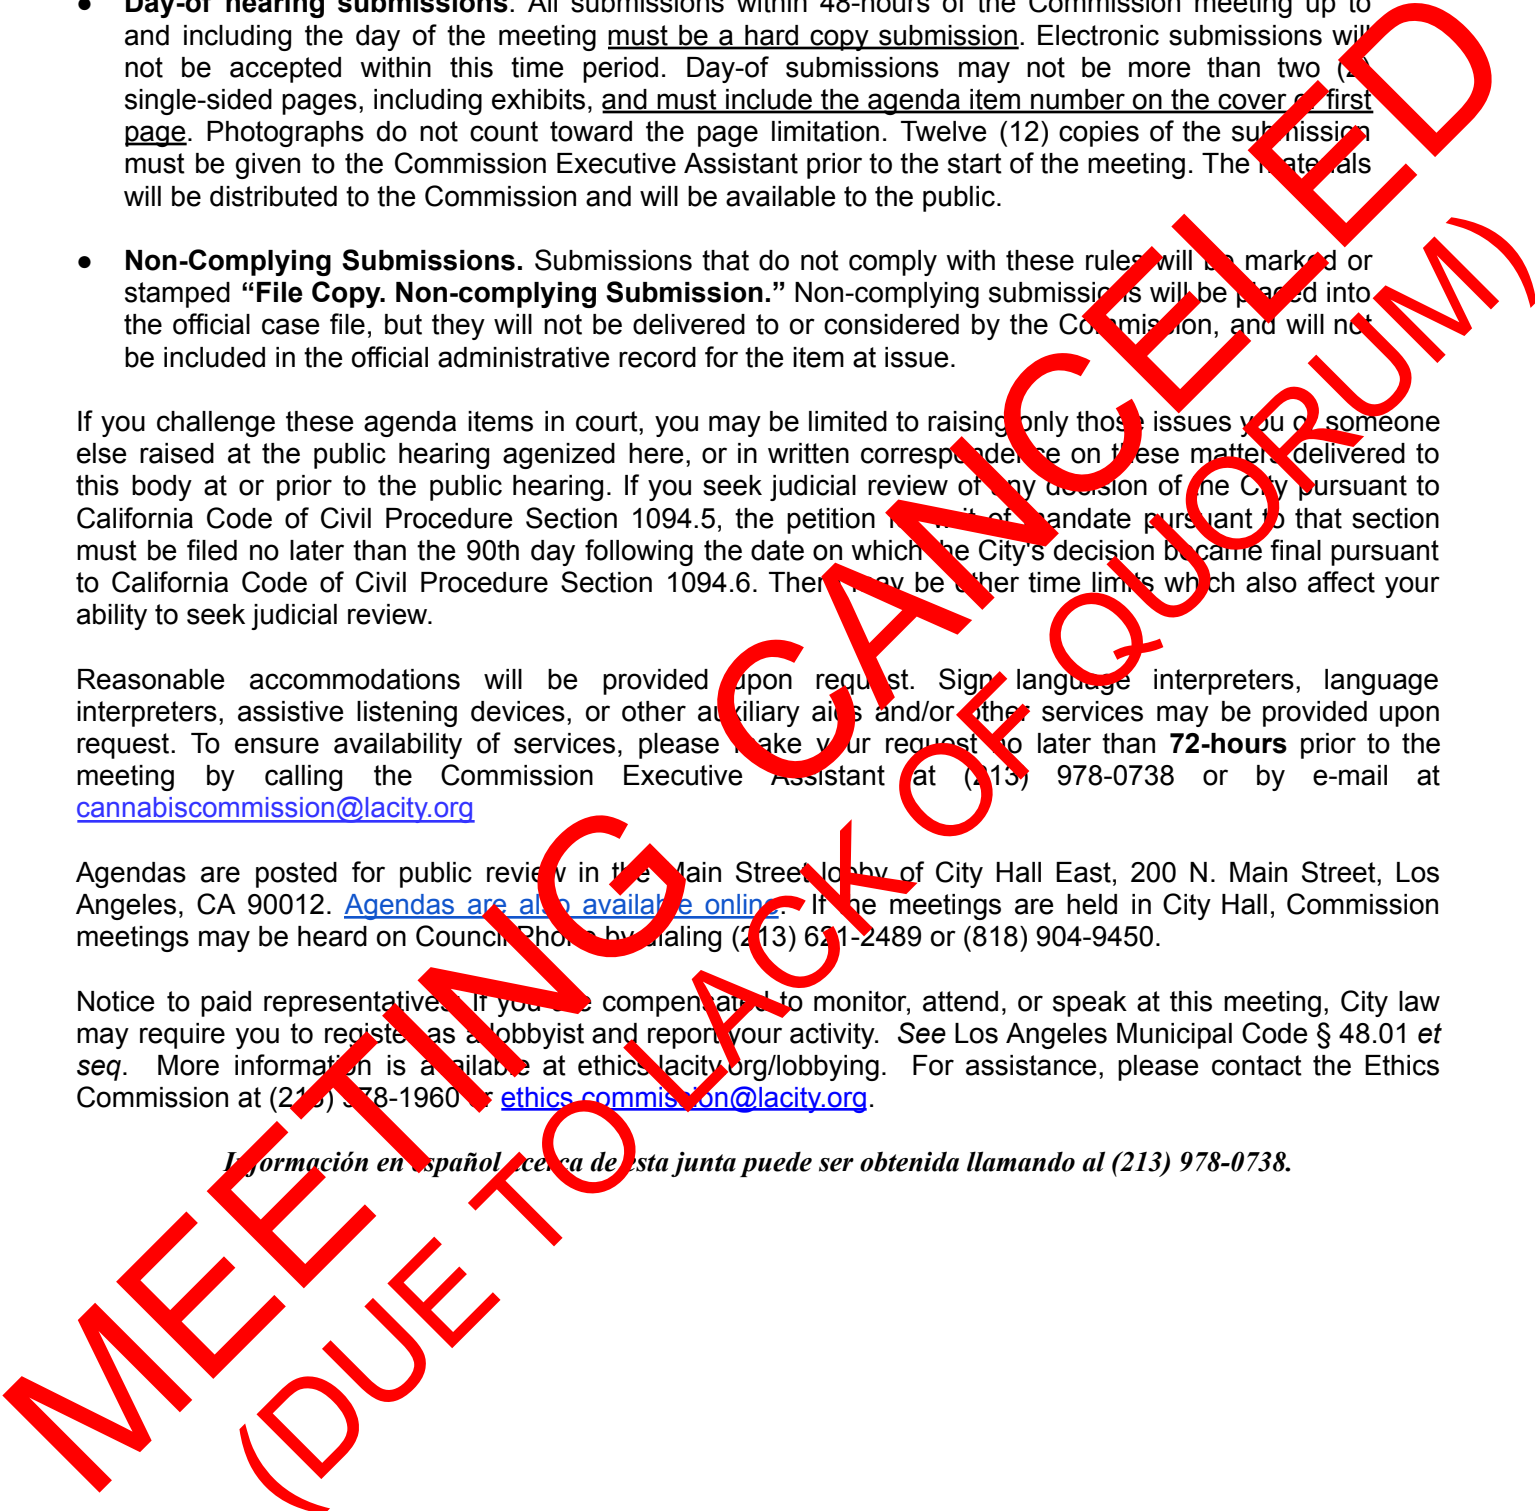 ● Day-of hearing submissions. All submissions within 48-hours of the Commission meeting up to
and including the day of the meeting must be a hard copy submission. Electronic submissions will
not be accepted within this time period. Day-of submissions may not be more than two (2)
single-sided pages, including exhibits, and must include the agenda item number on the cover or first
page. Photographs do not count toward the page limitation. Twelve (12) copies of the submission
must be given to the Commission Executive Assistant prior to the start of the meeting. The materials
will be distributed to the Commission and will be available to the public.
● Non-Complying Submissions. Submissions that do not comply with these rules will be marked or
stamped “File Copy. Non-complying Submission.” Non-complying submissions will be placed into
the official case file, but they will not be delivered to or considered by the Commission, and will not
be included in the official administrative record for the item at issue.
If you challenge these agenda items in court, you may be limited to raising only those issues you or someone
else raised at the public hearing agenized here, or in written correspondence on these matters delivered to
this body at or prior to the public hearing. If you seek judicial review of any decision of the City pursuant to
California Code of Civil Procedure Section 1094.5, the petition for writ of mandate pursuant to that section
must be filed no later than the 90th day following the date on which the City's decision became final pursuant
to California Code of Civil Procedure Section 1094.6. There may be other time limits which also affect your
ability to seek judicial review.
Reasonable accommodations will be provided upon request. Sign language interpreters, language
interpreters, assistive listening devices, or other auxiliary aids and/or other services may be provided upon
request. To ensure availability of services, please make your request no later than 72-hours prior to the
meeting by calling the Commission Executive Assistant at (213) 978-0738 or by e-mail at
cannabiscommission@lacity.org
Agendas are posted for public review in the Main Street lobby of City Hall East, 200 N. Main Street, Los
Angeles, CA 90012. Agendas are also available online. If the meetings are held in City Hall, Commission
meetings may be heard on Council Phone by dialing (213) 621-2489 or (818) 904-9450.
Notice to paid representatives: If you are compensated to monitor, attend, or speak at this meeting, City law
may require you to register as a lobbyist and report your activity. See Los Angeles Municipal Code § 48.01 et
seq. More information is available at ethics.lacity.org/lobbying. For assistance, please contact the Ethics
Commission at (213) 978-1960 or ethics.commission@lacity.org.
Información en español acerca de esta junta puede ser obtenida llamando al (213) 978-0738.
MEETING CANCELED
(DUE TO LACK OF QUORUM)